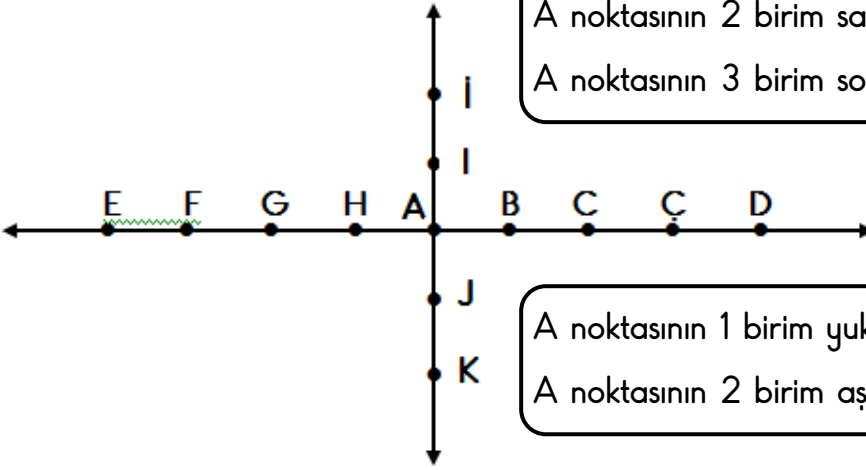 A noktasının 2 birim sa
A noktasının 3 birim so
İ
I
E F G H A B C Ç D
J
K
A noktasının 1 birim yuk
A noktasının 2 birim aş